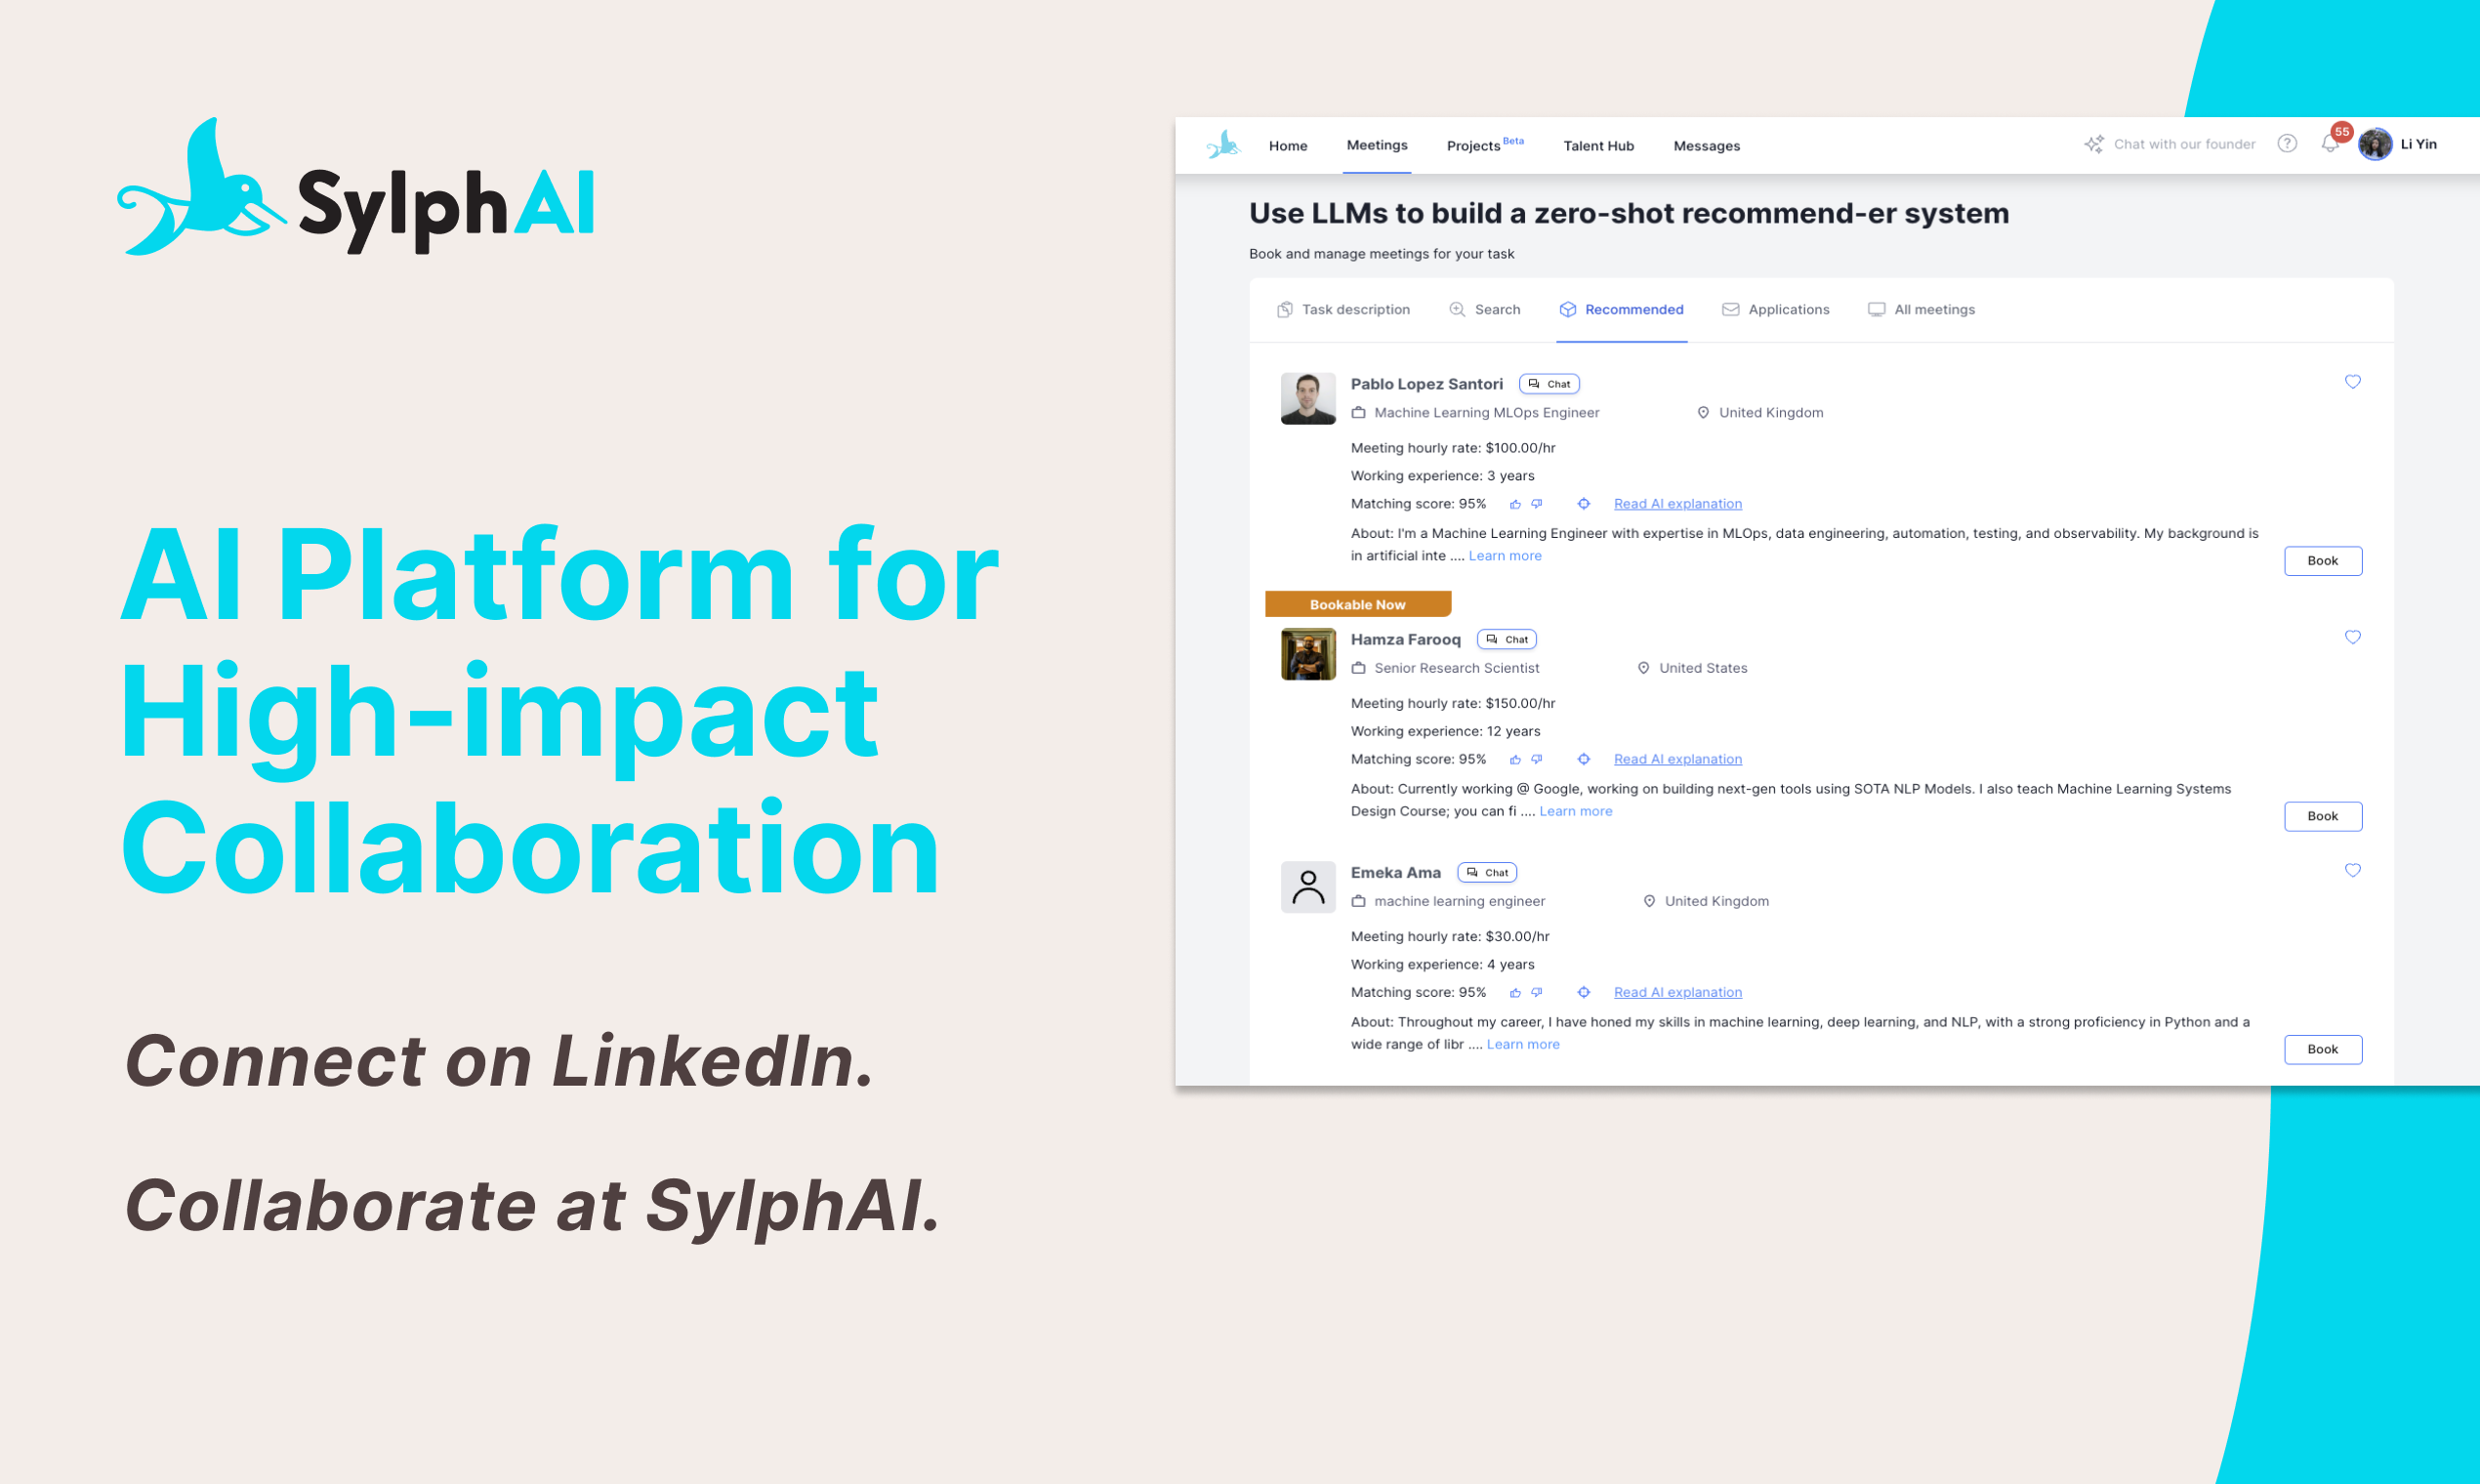 SylphAI
AI Platform for
High-impact
Collaboration
Connect on LinkedIn.
Collaborate at SylphAI.
Home
Meetings
Projects Beta
Talent Hub
Messages
Chat with our founder
?
55
Li Yin
Use LLMs to build a zero-shot recommend-er system
Book and manage meetings for your task
Task description
Search
Recommended
Applications
All meetings
Pablo Lopez Santori
Chat
Machine Learning MLOps Engineer
United Kingdom
Meeting hourly rate: $100.00/hr
Working experience: 3 years
Matching score: 95%
Read AI explanation
About: I'm a Machine Learning Engineer with expertise in MLOps, data engineering, automation, testing, and observability. My background is
in artificial inte .... Learn more
Book
Bookable Now
Hamza Farooq
Chat
Senior Research Scientist
United States
Meeting hourly rate: $150.00/hr
Working experience: 12 years
Matching score: 95%
Read AI explanation
About: Currently working @ Google, working on building next-gen tools using SOTA NLP Models. I also teach Machine Learning Systems
Design Course; you can fi .... Learn more
Book
Emeka Ama
Chat
machine learning engineer
United Kingdom
Meeting hourly rate: $30.00/hr
Working experience: 4 years
Matching score: 95%
Read AI explanation
About: Throughout my career, I have honed my skills in machine learning, deep learning, and NLP, with a strong proficiency in Python and a
wide range of libr .... Learn more
Book